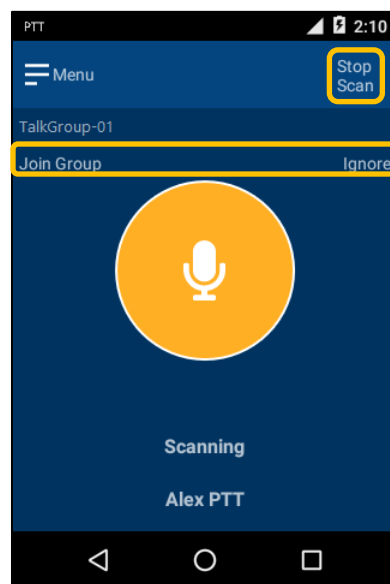 PTT 2:10
Menu
Stop
Scan
TalkGroup-01
Join Group Ignore
Scanning
Alex PTT